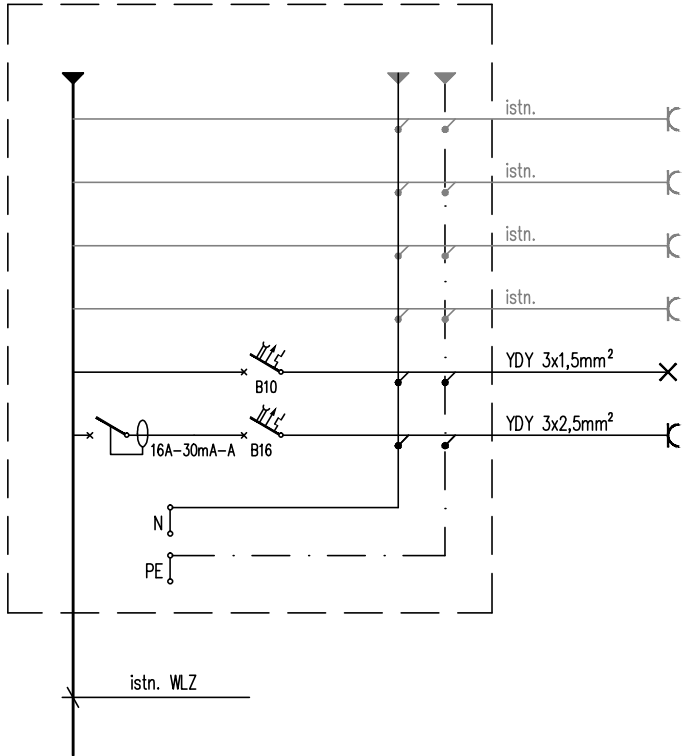 istn.
istn.
istn.
istn.
YDY 3x1,5mm²
B10
YDY 3x2,5mm²
16A-30mA-A B16
N
PE
istn. WLZ